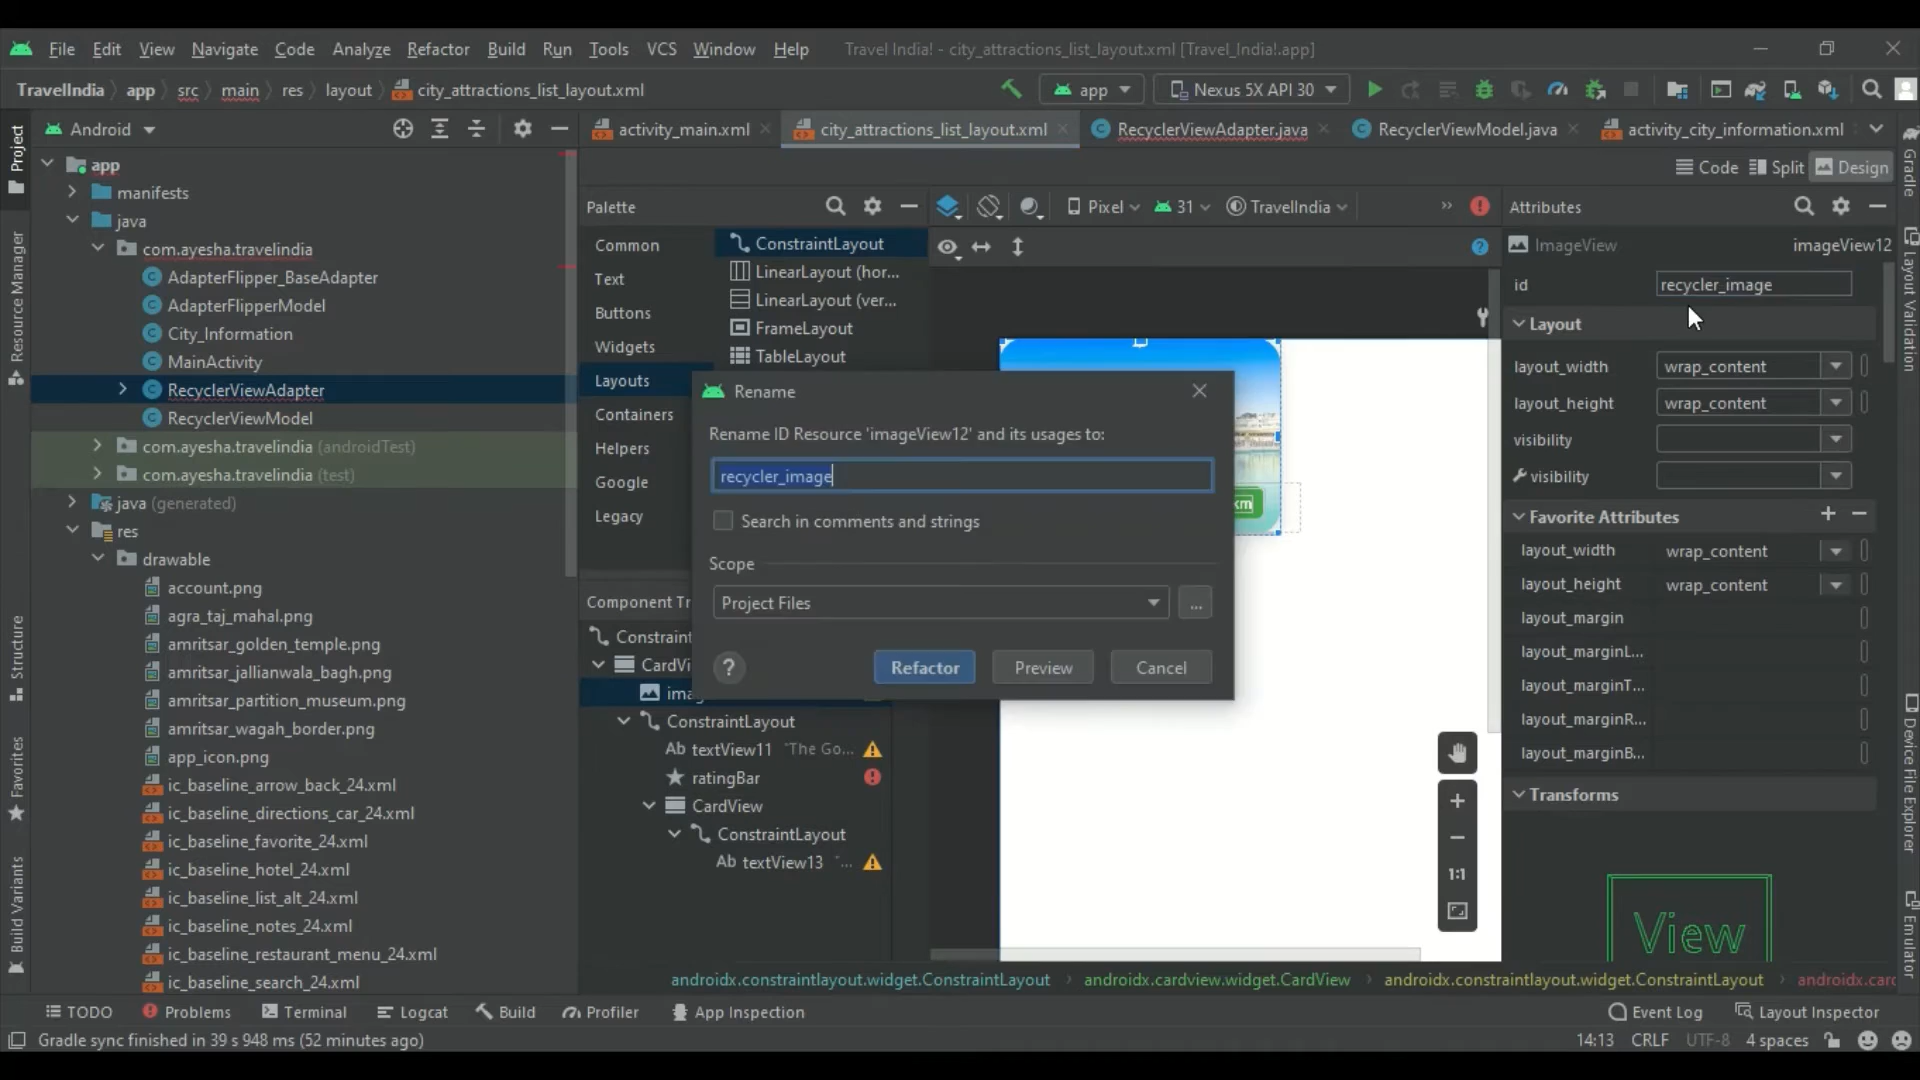 File Edit View Navigate Code Analyze Refactor Build Run Tools VCS Window Help Travel India! - city_attractions_list_layout.xml [Travel_India!.app]
TravelIndia app src main res layout city_attractions_list_layout.xml app Nexus 5X API 30
Android
activity_main.xml city_attractions_list_layout.xml RecyclerViewAdapter.java RecyclerViewModel.java activity_city_information.xml
Code Split Design
Project
Resource Manager
Structure
Favorites
Build Variants
app
manifests
java
com.ayesha.travelindia
AdapterFlipper_BaseAdapter
AdapterFlipperModel
City_Information
MainActivity
RecyclerViewAdapter
RecyclerViewModel
com.ayesha.travelindia (androidTest)
com.ayesha.travelindia (test)
java (generated)
res
drawable
account.png
agra_taj_mahal.png
amritsar_golden_temple.png
amritsar_jallianwala_bagh.png
amritsar_partition_museum.png
amritsar_wagah_border.png
app_icon.png
ic_baseline_arrow_back_24.xml
ic_baseline_directions_car_24.xml
ic_baseline_favorite_24.xml
ic_baseline_hotel_24.xml
ic_baseline_list_alt_24.xml
ic_baseline_notes_24.xml
ic_baseline_restaurant_menu_24.xml
ic_baseline_search_24.xml
Palette
Common
Text
Buttons
Widgets
Layouts
Containers
Helpers
Google
Legacy
ConstraintLayout
LinearLayout (hor...
LinearLayout (ver...
FrameLayout
TableLayout
Pixel 31 TravelIndia
km
Rename
Rename ID Resource 'imageView12' and its usages to:
recycler_image
Search in comments and strings
Scope
Project Files
...
? Refactor Preview Cancel
Component Tr
Constraint
CardVi
imag
ConstraintLayout
Ab textView11 "The Go...
ratingBar
CardView
ConstraintLayout
Ab textView13 "...
1:1
Attributes
ImageView imageView12
id recycler_image
Layout
layout_width wrap_content
layout_height wrap_content
visibility
visibility
Favorite Attributes
layout_width wrap_content
layout_height wrap_content
layout_margin
layout_marginL...
layout_marginT...
layout_marginR...
layout_marginB...
Transforms
View
Gradle
Layout Validation
Device File Explorer
Emulator
androidx.constraintlayout.widget.ConstraintLayout androidx.cardview.widget.CardView androidx.constraintlayout.widget.ConstraintLayout androidx.card
TODO Problems Terminal Logcat Build Profiler App Inspection Event Log Layout Inspector
Gradle sync finished in 39 s 948 ms (52 minutes ago) 14:13 CRLF UTF-8 4 spaces